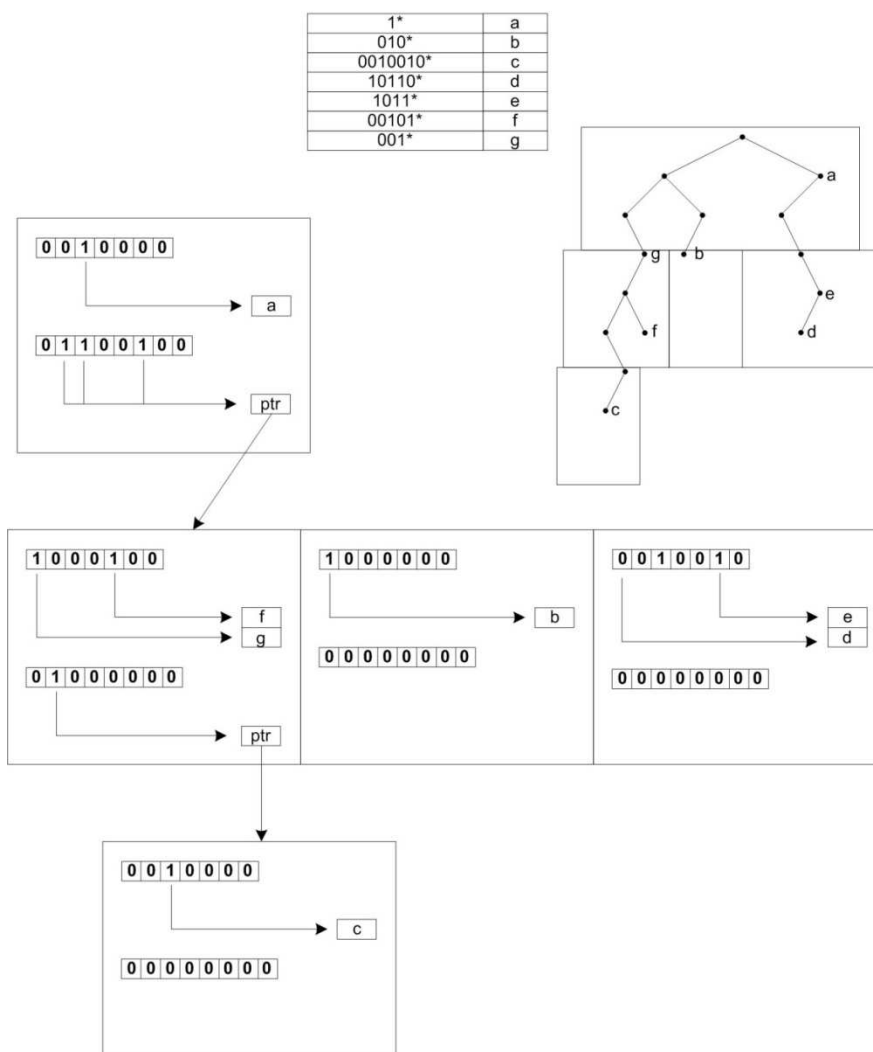 1* a
010* b
0010010* c
10110* d
1011* e
00101* f
001* g
a
g b
e
f d
c
0 0 1 0 0 0 0
a
0 1 1 0 0 1 0 0
ptr
1 0 0 0 1 0 0
f
g
0 1 0 0 0 0 0 0
ptr
1 0 0 0 0 0 0
b
0 0 0 0 0 0 0 0
0 0 1 0 0 1 0
e
d
0 0 0 0 0 0 0 0
0 0 1 0 0 0 0
c
0 0 0 0 0 0 0 0